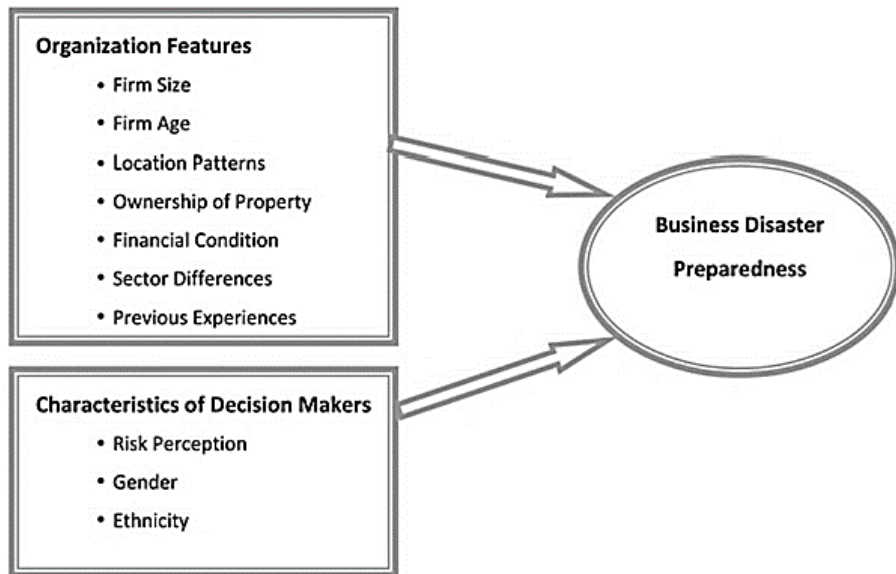 Organization Features
• Firm Size
• Firm Age
• Location Patterns
• Ownership of Property
• Financial Condition
• Sector Differences
• Previous Experiences
Business Disaster
Preparedness
Characteristics of Decision Makers
• Risk Perception
• Gender
• Ethnicity